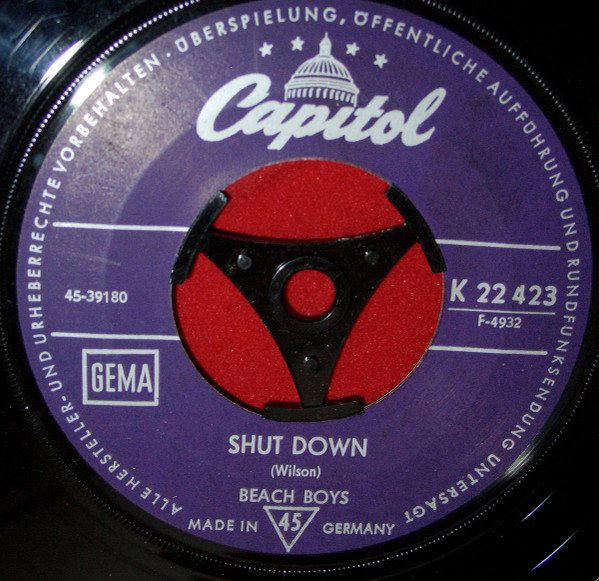 ALLE HERSTELLER- UND URHEBERRECHTE VORBEHALTEN · ÜBERSPIELUNG, ÖFFENTLICHE AUFFÜHRUNG UND RUNDFUNKSENDUNG UNTERSAGT
Capitol
45-39180
K 22 423
F-4932
GEMA
SHUT DOWN
(Wilson)
BEACH BOYS
MADE IN 45 GERMANY